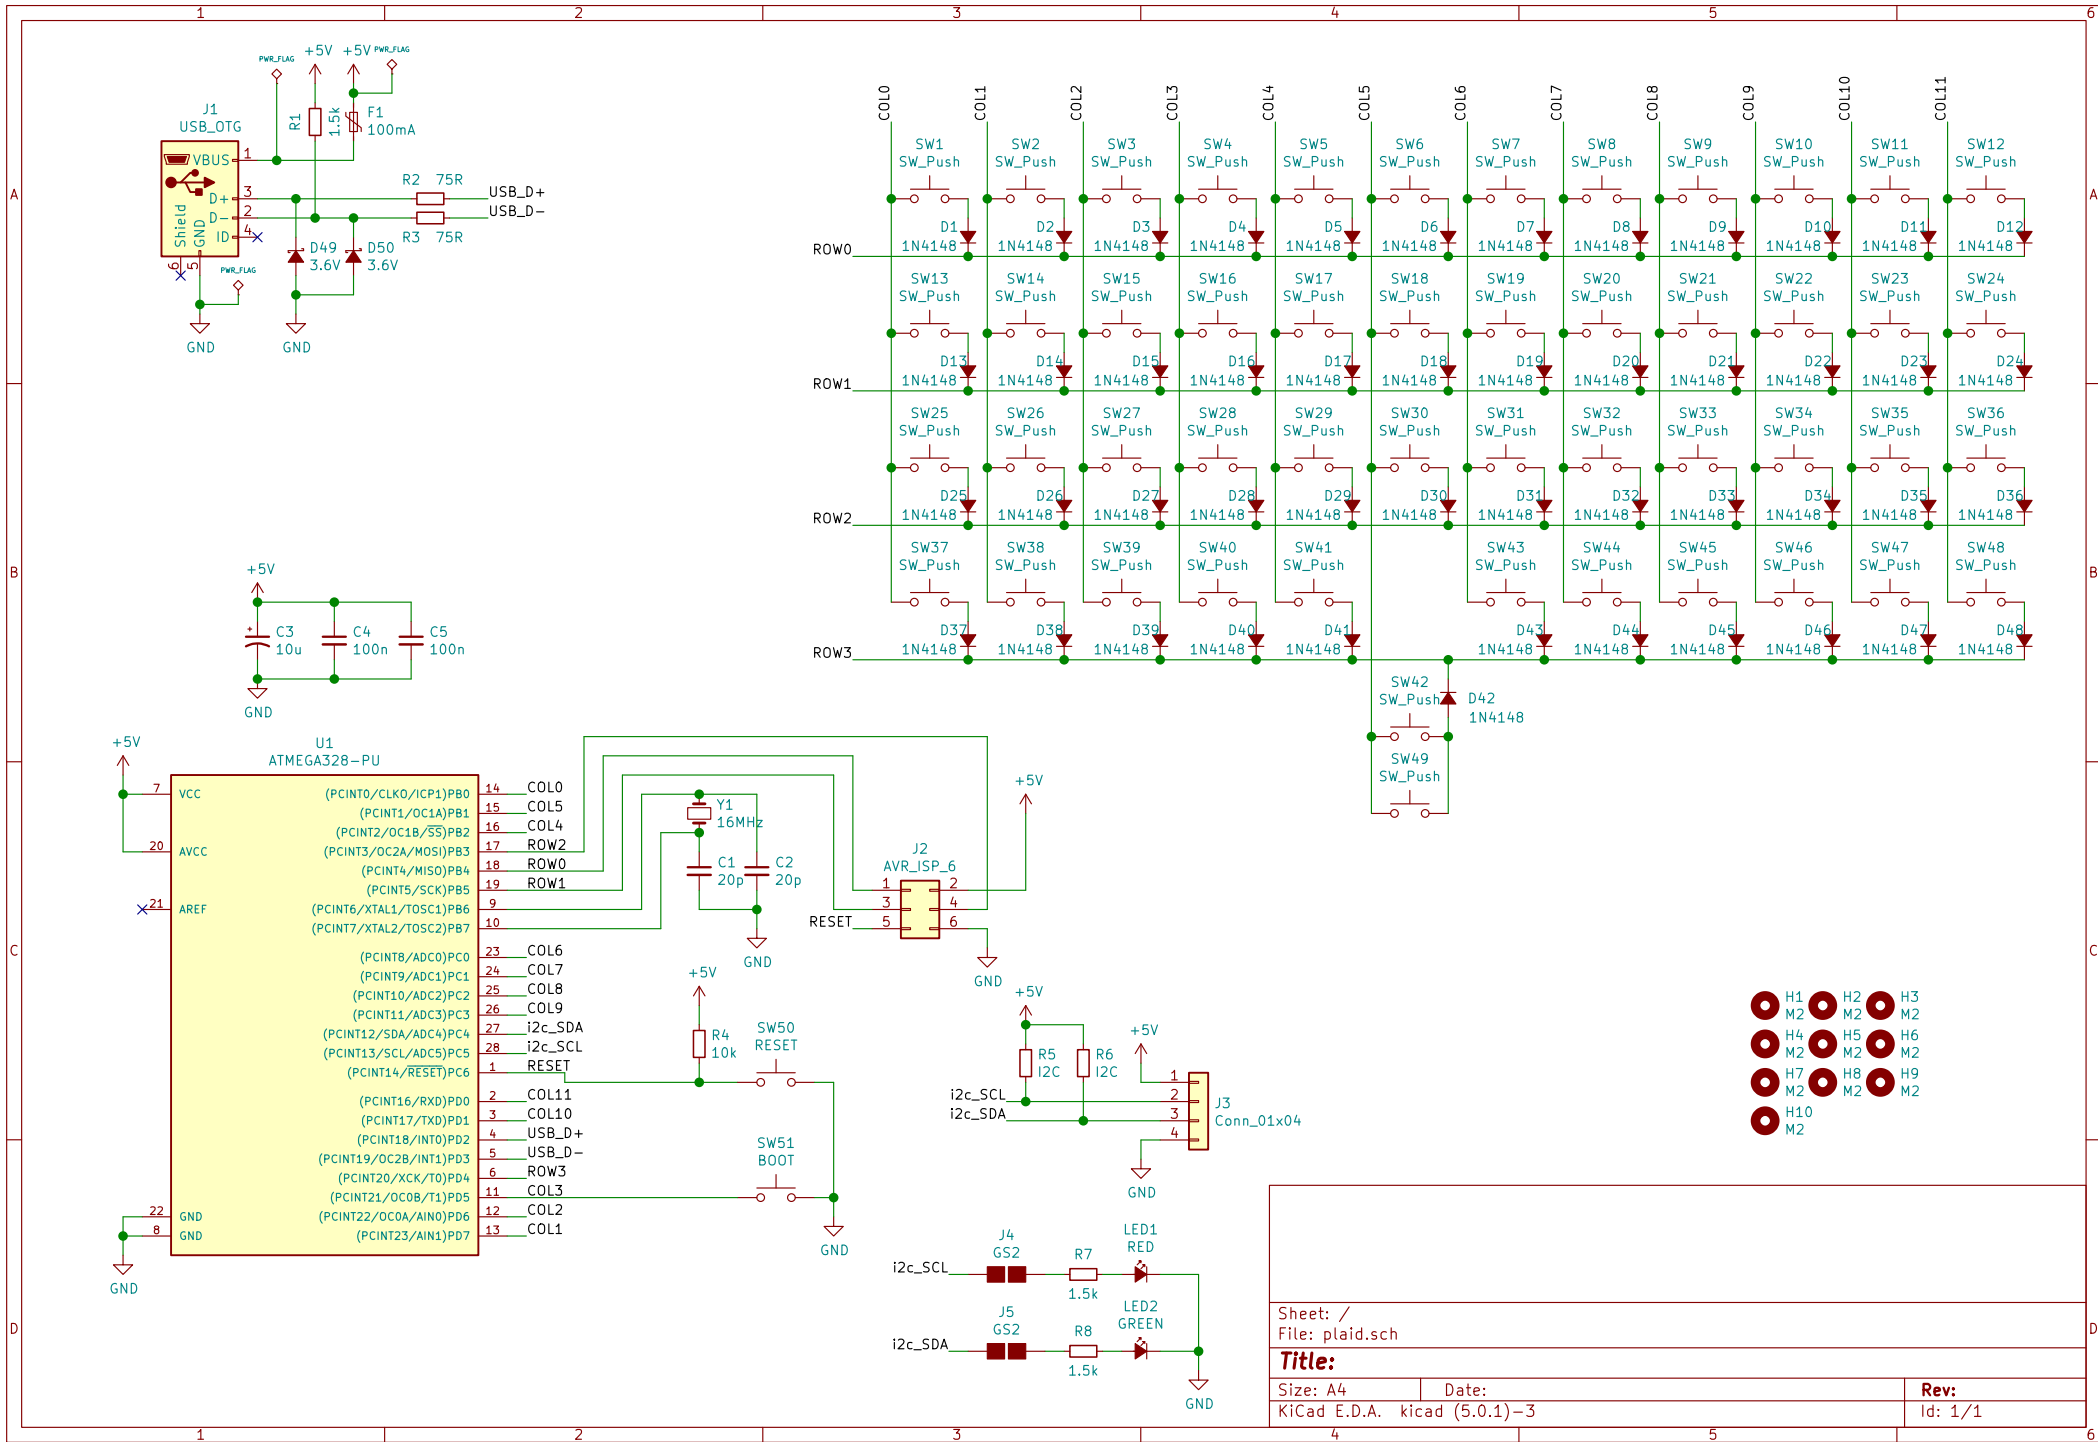 1 2 3 4 5 6
A
B
C
D
A
B
C
D
1 2 3 4 5 6
PWR_FLAG
+5V
+5V
PWR_FLAG
J1
USB_OTG
R1
1.5k
F1
100mA
VBUS 1
D+ 3
D- 2
ID 4
Shield
GND
6
5
PWR_FLAG
R2 75R
USB_D+
USB_D-
R3 75R
D49
3.6V
D50
3.6V
GND
GND
COL0 COL1 COL2 COL3 COL4 COL5 COL6 COL7 COL8 COL9 COL10 COL11
SW1 SW2 SW3 SW4 SW5 SW6 SW7 SW8 SW9 SW10 SW11 SW12
SW_Push SW_Push SW_Push SW_Push SW_Push SW_Push SW_Push SW_Push SW_Push SW_Push SW_Push SW_Push
D1 D2 D3 D4 D5 D6 D7 D8 D9 D10 D11 D12
1N4148 1N4148 1N4148 1N4148 1N4148 1N4148 1N4148 1N4148 1N4148 1N4148 1N4148 1N4148
ROW0
SW13 SW14 SW15 SW16 SW17 SW18 SW19 SW20 SW21 SW22 SW23 SW24
SW_Push SW_Push SW_Push SW_Push SW_Push SW_Push SW_Push SW_Push SW_Push SW_Push SW_Push SW_Push
D13 D14 D15 D16 D17 D18 D19 D20 D21 D22 D23 D24
1N4148 1N4148 1N4148 1N4148 1N4148 1N4148 1N4148 1N4148 1N4148 1N4148 1N4148 1N4148
ROW1
SW25 SW26 SW27 SW28 SW29 SW30 SW31 SW32 SW33 SW34 SW35 SW36
SW_Push SW_Push SW_Push SW_Push SW_Push SW_Push SW_Push SW_Push SW_Push SW_Push SW_Push SW_Push
D25 D26 D27 D28 D29 D30 D31 D32 D33 D34 D35 D36
1N4148 1N4148 1N4148 1N4148 1N4148 1N4148 1N4148 1N4148 1N4148 1N4148 1N4148 1N4148
ROW2
SW37 SW38 SW39 SW40 SW41 SW43 SW44 SW45 SW46 SW47 SW48
SW_Push SW_Push SW_Push SW_Push SW_Push SW_Push SW_Push SW_Push SW_Push SW_Push SW_Push
D37 D38 D39 D40 D41 D43 D44 D45 D46 D47 D48
1N4148 1N4148 1N4148 1N4148 1N4148 1N4148 1N4148 1N4148 1N4148 1N4148 1N4148
ROW3
SW42
SW_Push
D42
1N4148
SW49
SW_Push
+5V
+
C3
10u
C4
100n
C5
100n
GND
+5V
U1
ATMEGA328-PU
7 VCC
20 AVCC
21 AREF
22 GND
8 GND
GND
(PCINT0/CLKO/ICP1)PB0 14 COL0
(PCINT1/OC1A)PB1 15 COL5
(PCINT2/OC1B/SS)PB2 16 COL4
(PCINT3/OC2A/MOSI)PB3 17 ROW2
(PCINT4/MISO)PB4 18 ROW0
(PCINT5/SCK)PB5 19 ROW1
(PCINT6/XTAL1/TOSC1)PB6 9
(PCINT7/XTAL2/TOSC2)PB7 10
(PCINT8/ADC0)PC0 23 COL6
(PCINT9/ADC1)PC1 24 COL7
(PCINT10/ADC2)PC2 25 COL8
(PCINT11/ADC3)PC3 26 COL9
(PCINT12/SDA/ADC4)PC4 27 i2c_SDA
(PCINT13/SCL/ADC5)PC5 28 i2c_SCL
(PCINT14/RESET)PC6 1 RESET
(PCINT16/RXD)PD0 2 COL11
(PCINT17/TXD)PD1 3 COL10
(PCINT18/INT0)PD2 4 USB_D+
(PCINT19/OC2B/INT1)PD3 5 USB_D-
(PCINT20/XCK/T0)PD4 6 ROW3
(PCINT21/OC0B/T1)PD5 11 COL3
(PCINT22/OC0A/AIN0)PD6 12 COL2
(PCINT23/AIN1)PD7 13 COL1
Y1
16MHz
C1
20p
C2
20p
GND
J2
AVR_ISP_6
1 2
3 4
5 6
RESET
+5V
GND
+5V
R4
10k
SW50
RESET
SW51
BOOT
GND
+5V
R5
I2C
R6
I2C
+5V
i2c_SCL
i2c_SDA
1
2
3
4
J3
Conn_01x04
GND
J4
GS2
i2c_SCL
R7
1.5k
LED1
RED
J5
GS2
i2c_SDA
R8
1.5k
LED2
GREEN
GND
H1 H2 H3
M2 M2 M2
H4 H5 H6
M2 M2 M2
H7 H8 H9
M2 M2 M2
H10
M2
Sheet: /
File: plaid.sch
Title:
Size: A4 Date: Rev:
KiCad E.D.A. kicad (5.0.1)-3 Id: 1/1